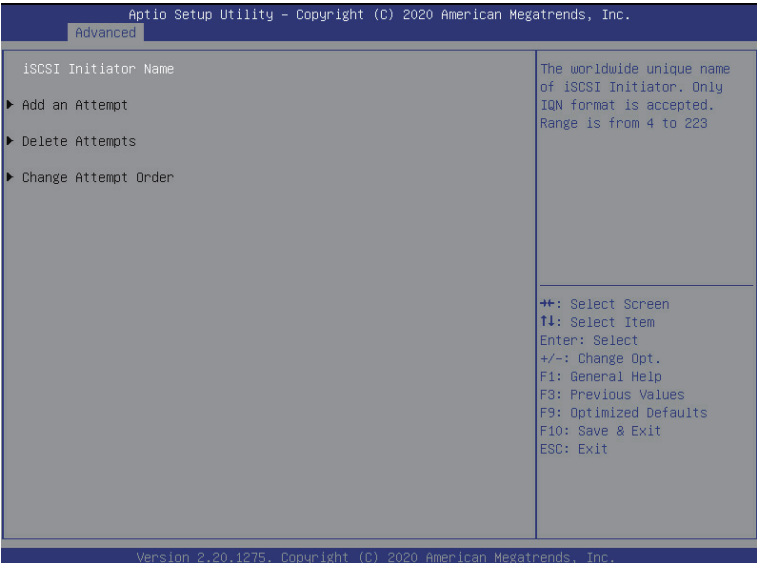 Aptio Setup Utility – Copyright (C) 2020 American Megatrends, Inc.
Advanced
iSCSI Initiator Name
▶ Add an Attempt
▶ Delete Attempts
▶ Change Attempt Order
The worldwide unique name
of iSCSI Initiator. Only
IQN format is accepted.
Range is from 4 to 223
→←: Select Screen
↑↓: Select Item
Enter: Select
+/-: Change Opt.
F1: General Help
F3: Previous Values
F9: Optimized Defaults
F10: Save & Exit
ESC: Exit
Version 2.20.1275. Copyright (C) 2020 American Megatrends, Inc.